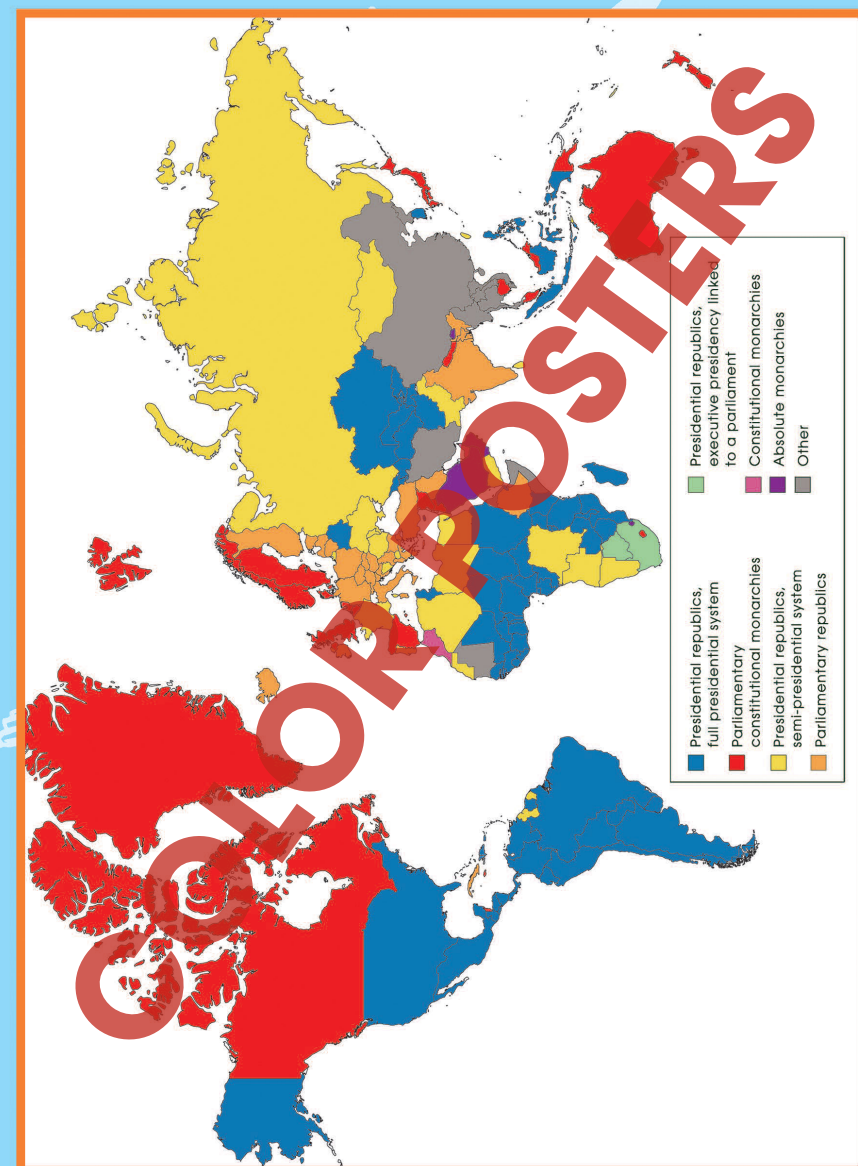 COLOR POSTERS
Presidential republics,
full presidential system
Parliamentary
constitutional monarchies
Presidential republics,
semi-presidential system
Parliamentary republics
Presidential republics,
executive presidency linked
to a parliament
Constitutional monarchies
Absolute monarchies
Other